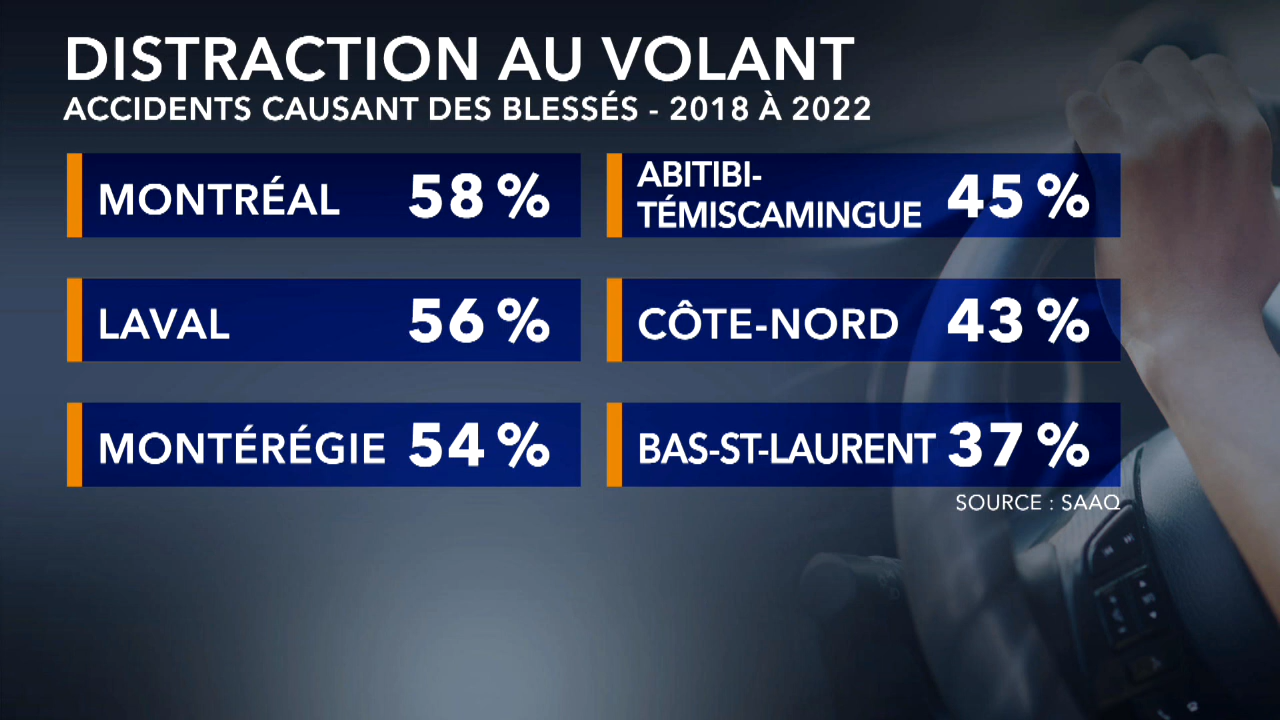 DISTRACTION AU VOLANT
ACCIDENTS CAUSANT DES BLESSÉS - 2018 À 2022
MONTRÉAL 58 %
LAVAL 56 %
MONTÉRÉGIE 54 %
ABITIBI-
TÉMISCAMINGUE 45 %
CÔTE-NORD 43 %
BAS-ST-LAURENT 37 %
SOURCE : SAAQ